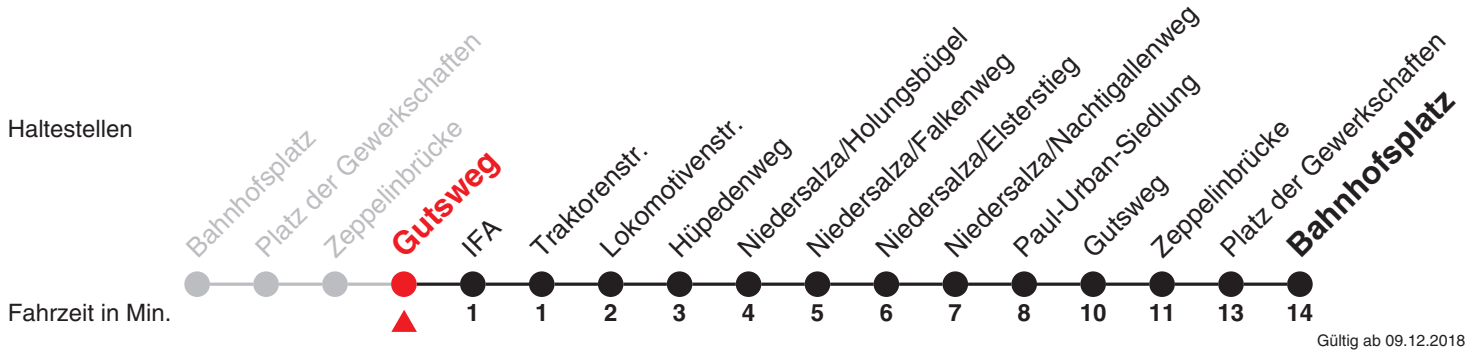 Haltestellen
Bahnhofsplatz
Platz der Gewerkschaften
Zeppelinbrücke
Gutsweg
IFA
Traktorenstr.
Lokomotivenstr.
Hüpedenweg
Niedersalza/Holungsbügel
Niedersalza/Falkenweg
Niedersalza/Elsterstieg
Niedersalza/Nachtigallenweg
Paul-Urban-Siedlung
Gutsweg
Zeppelinbrücke
Platz der Gewerkschaften
Bahnhofsplatz
Fahrzeit in Min. 1 1 2 3 4 5 6 7 8 10 11 13 14
Gültig ab 09.12.2018